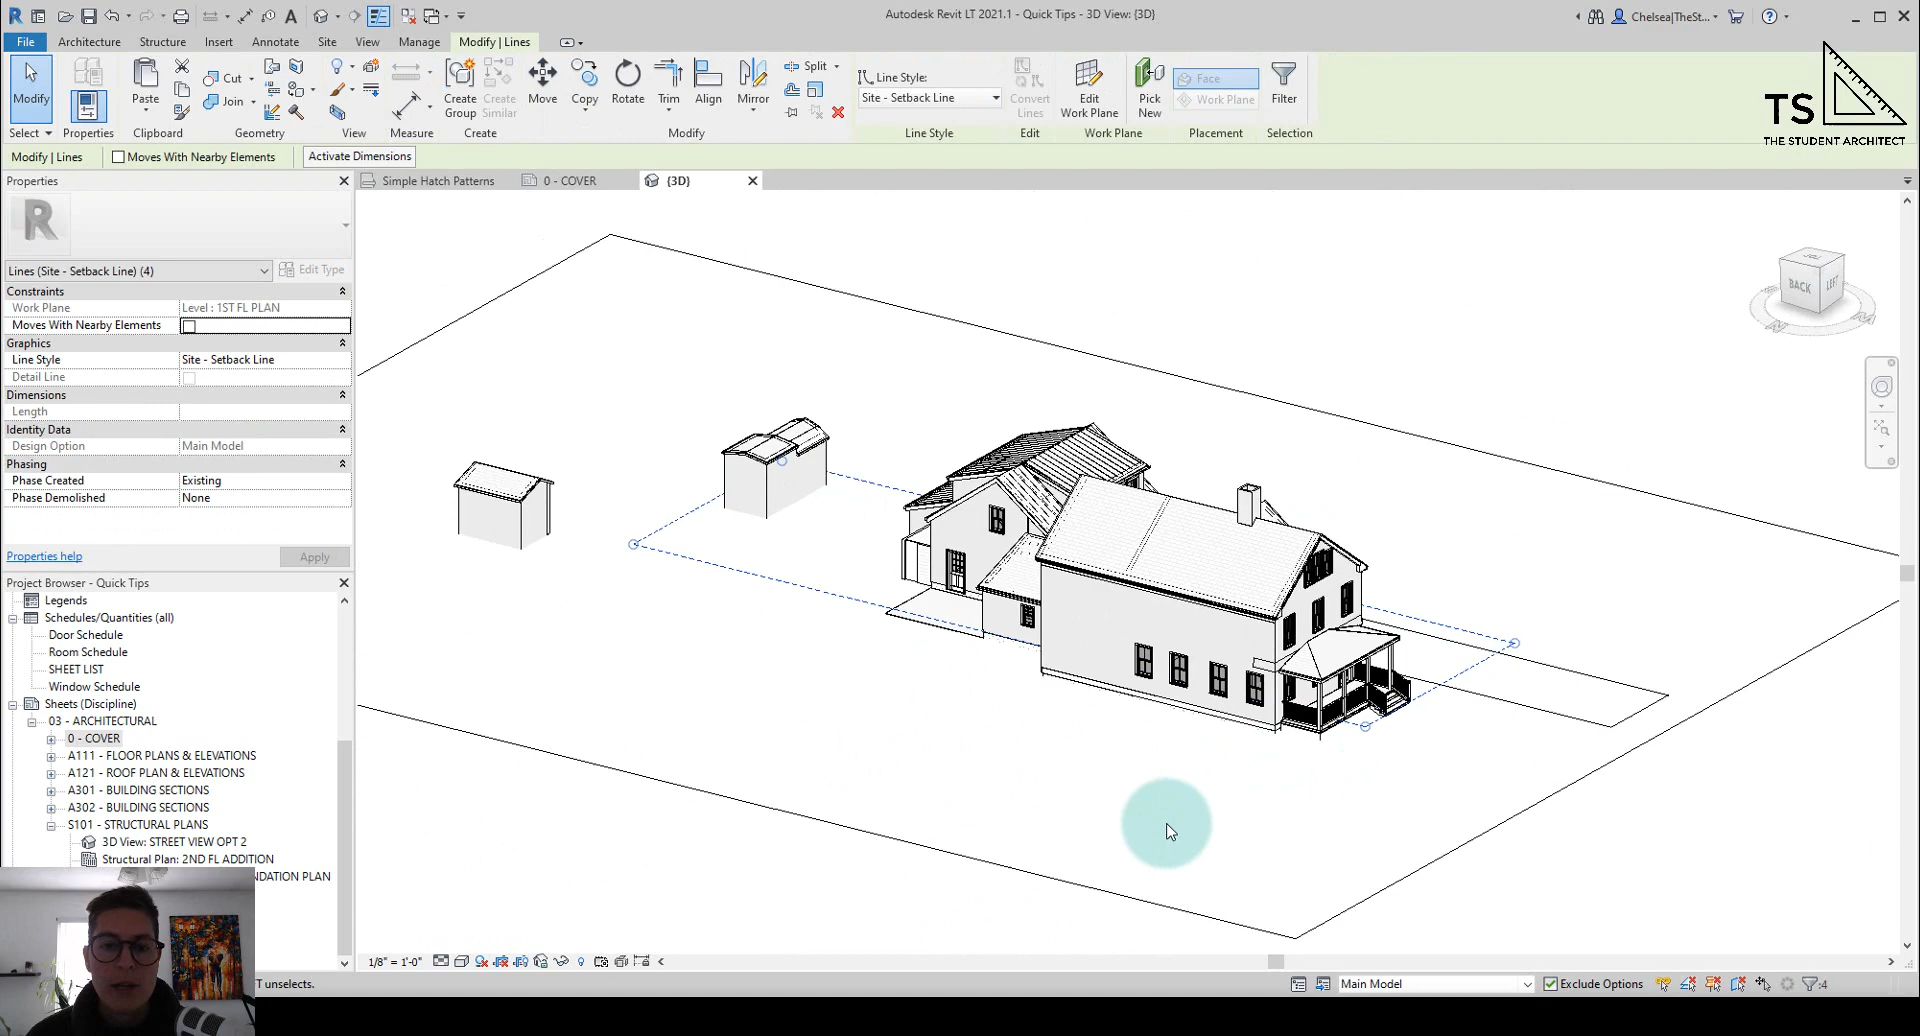 Autodesk Revit LT 2021.1 - Quick Tips - 3D View: {3D}
Chelsea|TheSt...
File Architecture Structure Insert Annotate Site View Manage Modify | Lines
Modify
Select
Properties
Paste
Clipboard
Cut
Join
Geometry
View
Measure
Create Group
Create Similar
Create
Move
Copy
Rotate
Trim
Align
Mirror
Split
Modify
Line Style:
Site - Setback Line
Line Style
Convert Lines
Edit
Edit Work Plane
Work Plane
Pick New
Face
Work Plane
Placement
Filter
Selection
TS
THE STUDENT ARCHITECT
Modify | Lines
Moves With Nearby Elements
Activate Dimensions
Properties
Simple Hatch Patterns
0 - COVER
{3D}
R
Lines (Site - Setback Line) (4)
Edit Type
Constraints
Work Plane Level : 1ST FL PLAN
Moves With Nearby Elements
Graphics
Line Style Site - Setback Line
Detail Line
Dimensions
Length
Identity Data
Design Option Main Model
Phasing
Phase Created Existing
Phase Demolished None
Properties help
Apply
BACK
LEFT
Project Browser - Quick Tips
Legends
Schedules/Quantities (all)
Door Schedule
Room Schedule
SHEET LIST
Window Schedule
Sheets (Discipline)
03 - ARCHITECTURAL
0 - COVER
A111 - FLOOR PLANS & ELEVATIONS
A121 - ROOF PLAN & ELEVATIONS
A301 - BUILDING SECTIONS
A302 - BUILDING SECTIONS
S101 - STRUCTURAL PLANS
3D View: STREET VIEW OPT 2
Structural Plan: 2ND FL ADDITION
NDATION PLAN
1/8" = 1'-0"
FT unselects.
Main Model
Exclude Options
:4